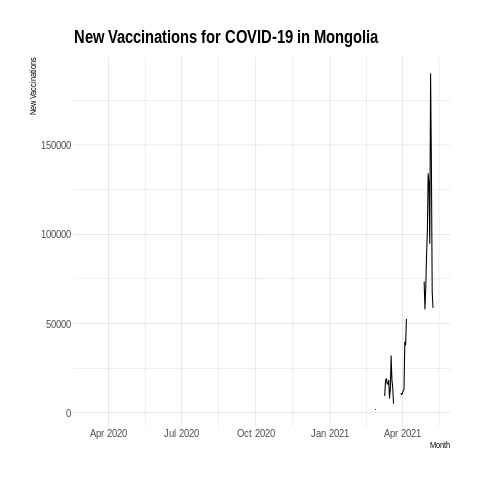 New Vaccinations for COVID-19 in Mongolia
New Vaccinations
150000
100000
50000
0
Apr 2020 Jul 2020 Oct 2020 Jan 2021 Apr 2021
Month